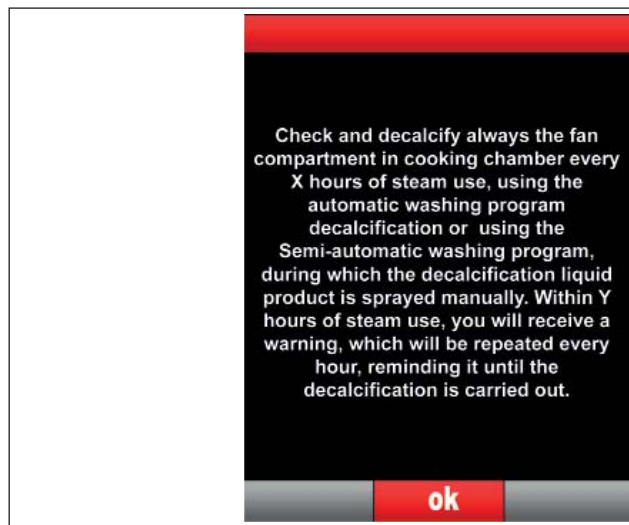 Check and decalcify always the fan
compartment in cooking chamber every
X hours of steam use, using the
automatic washing program
decalcification or using the
Semi-automatic washing program,
during which the decalcification liquid
product is sprayed manually. Within Y
hours of steam use, you will receive a
warning, which will be repeated every
hour, reminding it until the
decalcification is carried out.
ok